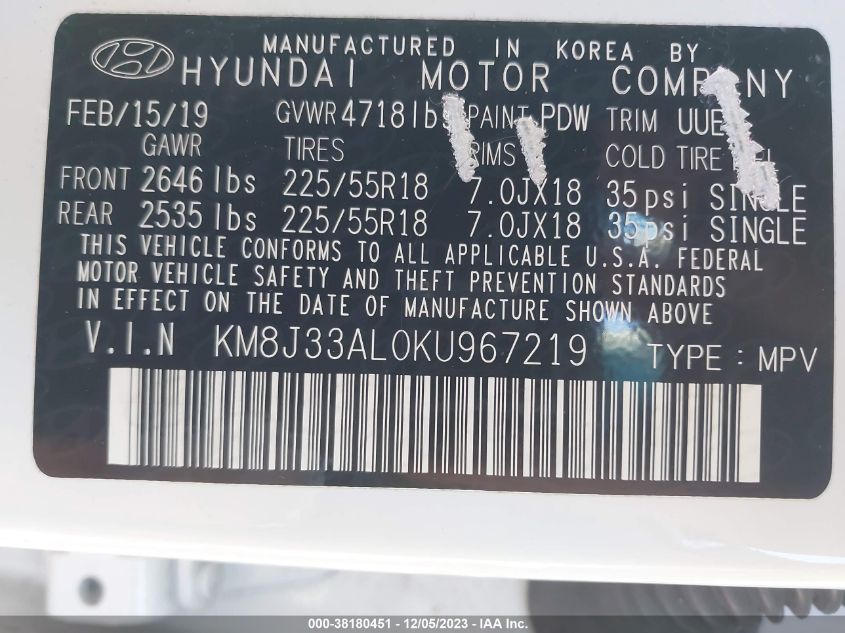 MANUFACTURED IN KOREA BY
HYUNDAI MOTOR COMPANY
FEB/15/19 GVWR 4718lb PAINT PDW TRIM UUE
GAWR TIRES RIMS COLD TIRE
FRONT 2646 lbs 225/55R18 7.0JX18 35psi SINGLE
REAR 2535 lbs 225/55R18 7.0JX18 35psi SINGLE
THIS VEHICLE CONFORMS TO ALL APPLICABLE U.S.A. FEDERAL
MOTOR VEHICLE SAFETY AND THEFT PREVENTION STANDARDS
IN EFFECT ON THE DATE OF MANUFACTURE SHOWN ABOVE
V.I.N KM8J33AL0KU967219 TYPE : MPV
000-38180451 - 12/05/2023 - IAA Inc.